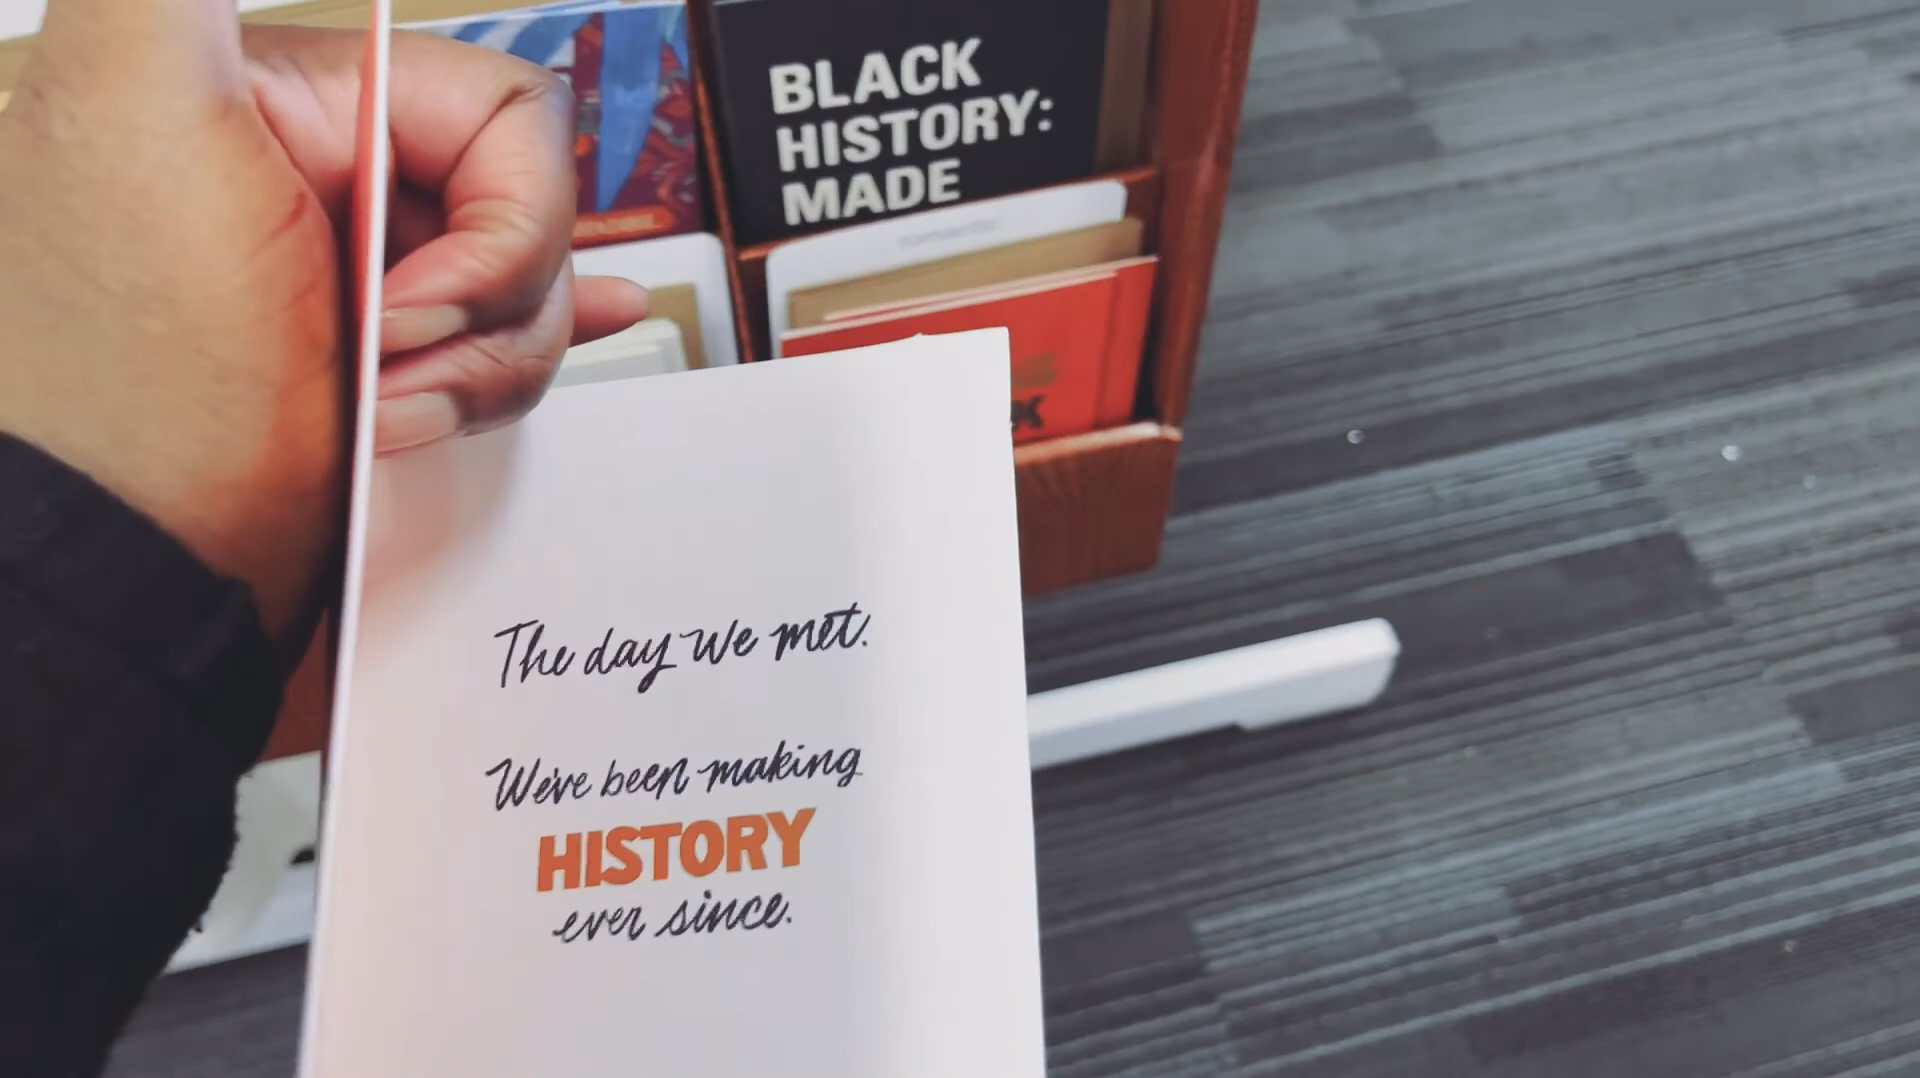 BLACK
HISTORY:
MADE
The day we met.
We've been making
HISTORY
ever since.